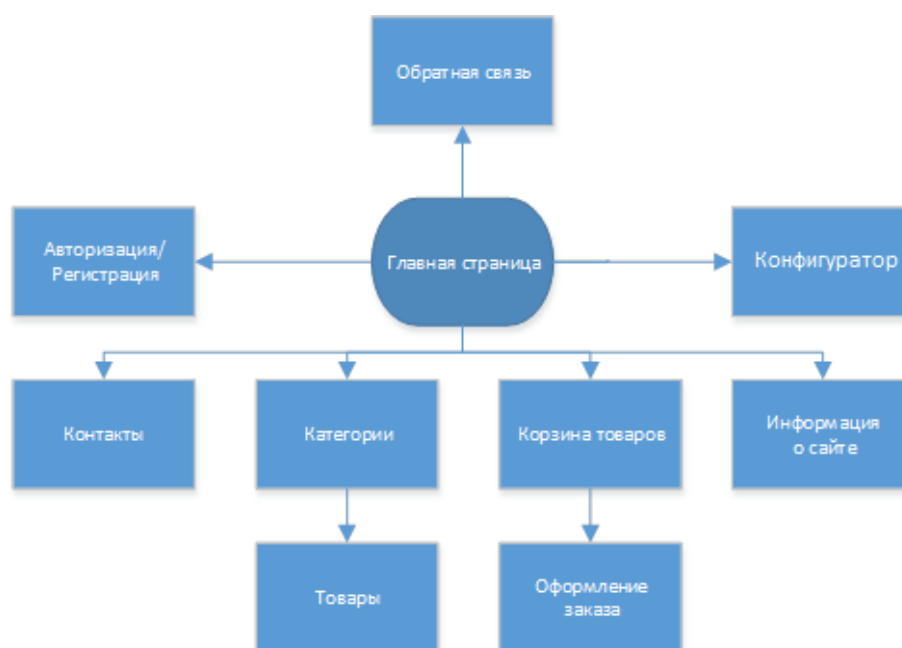 Обратная связь
Авторизация/
Регистрация
Главная страница
Конфигуратор
Контакты
Категории
Корзина товаров
Информация
о сайте
Товары
Оформление
заказа